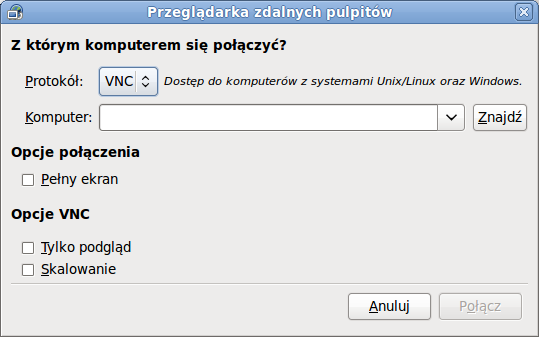 Przeglądarka zdalnych pulpitów
Z którym komputerem się połączyć?
Protokół: VNC Dostęp do komputerów z systemami Unix/Linux oraz Windows.
Komputer: Znajdź
Opcje połączenia
Pełny ekran
Opcje VNC
Tylko podgląd
Skalowanie
Anuluj Połącz